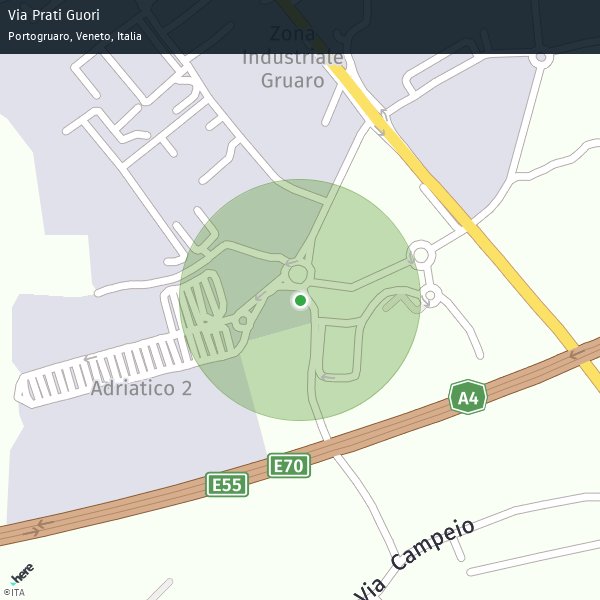 Via Prati Guori
Portogruaro, Veneto, Italia
Zona
Industriale
Gruaro
Adriatico 2
A4
E70
E55
Via Campeio
here
©ITA